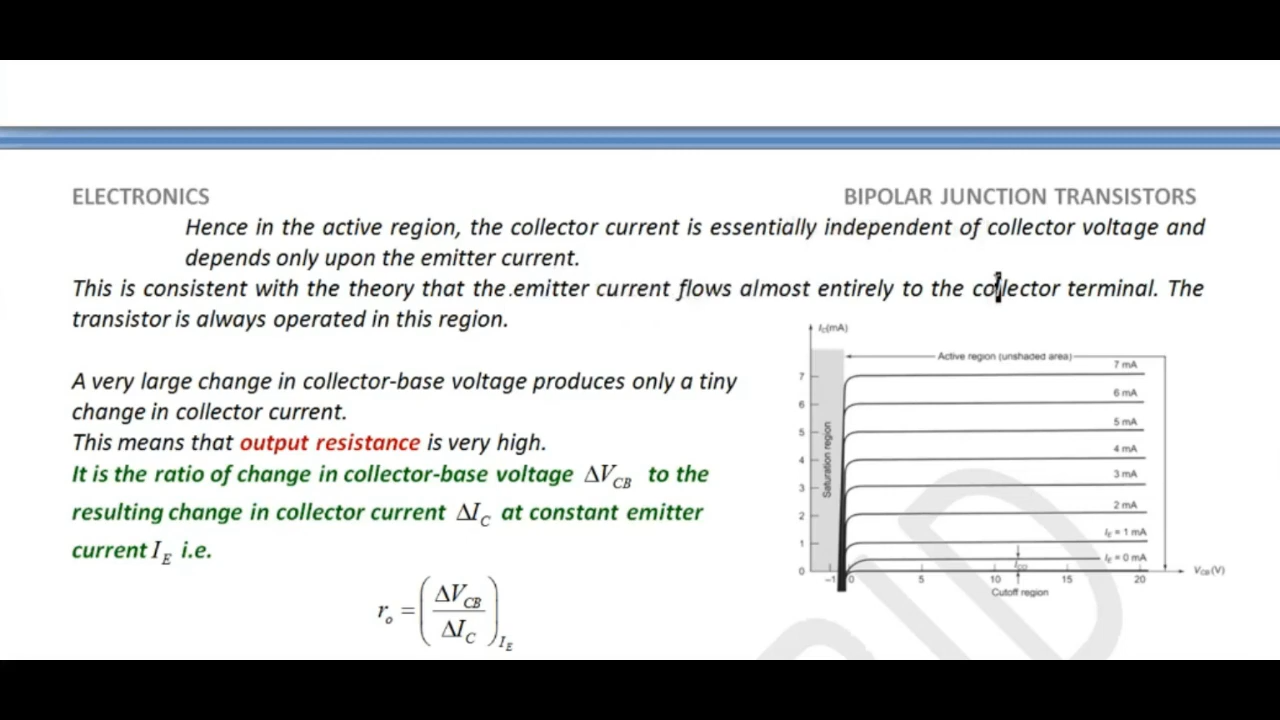 ELECTRONICS
BIPOLAR JUNCTION TRANSISTORS
Hence in the active region, the collector current is essentially independent of collector voltage and
depends only upon the emitter current.
This is consistent with the theory that the.emitter current flows almost entirely to the collector terminal. The
transistor is always operated in this region.
A very large change in collector-base voltage produces only a tiny
change in collector current.
This means that output resistance is very high.
It is the ratio of change in collector-base voltage ΔV_CB to the
resulting change in collector current ΔI_C at constant emitter
current I_E i.e.
r_o = (ΔV_CB / ΔI_C)_I_E
I_C(mA)
Active region (unshaded area)
7 mA
7
6 mA
6
5 mA
5
4 mA
4
3 mA
3
2 mA
2
I_E = 1 mA
1
I_E = 0 mA
I_CO
0
V_CB (V)
−1 0 5 10 15 20
Cutoff region
Saturation region